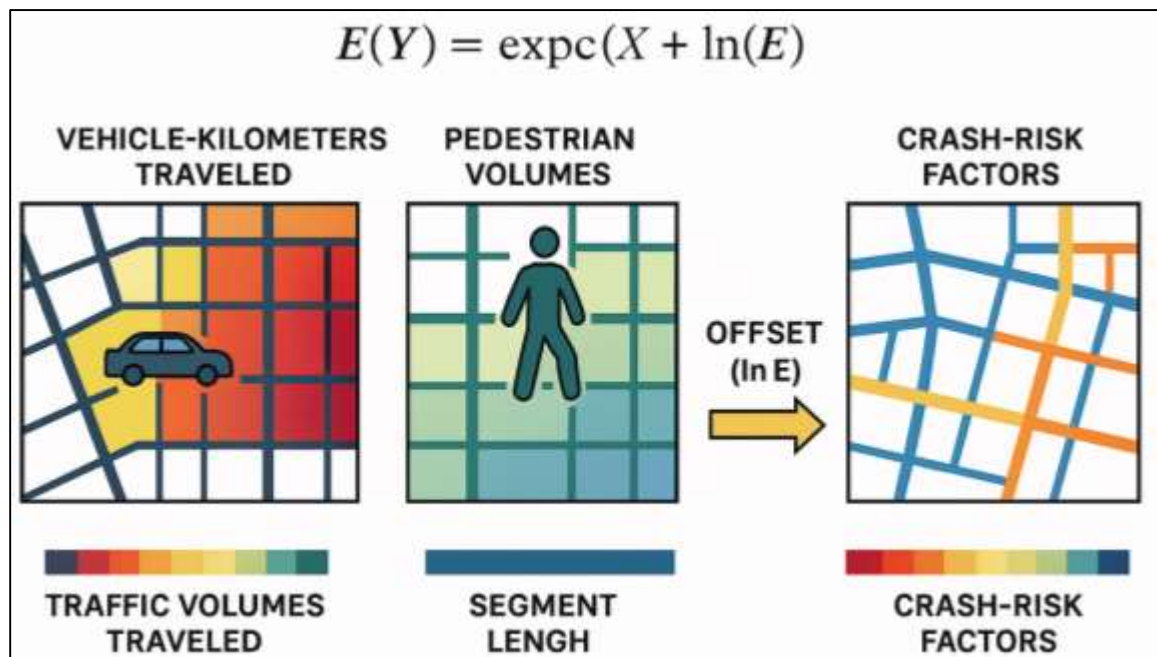 E(Y) = expc(X + ln(E)
VEHICLE-KILOMETERS
TRAVELED
PEDESTRIAN
VOLUMES
CRASH-RISK
FACTORS
OFFSET
(ln E)
TRAFFIC VOLUMES
TRAVELED
SEGMENT
LENGH
CRASH-RISK
FACTORS